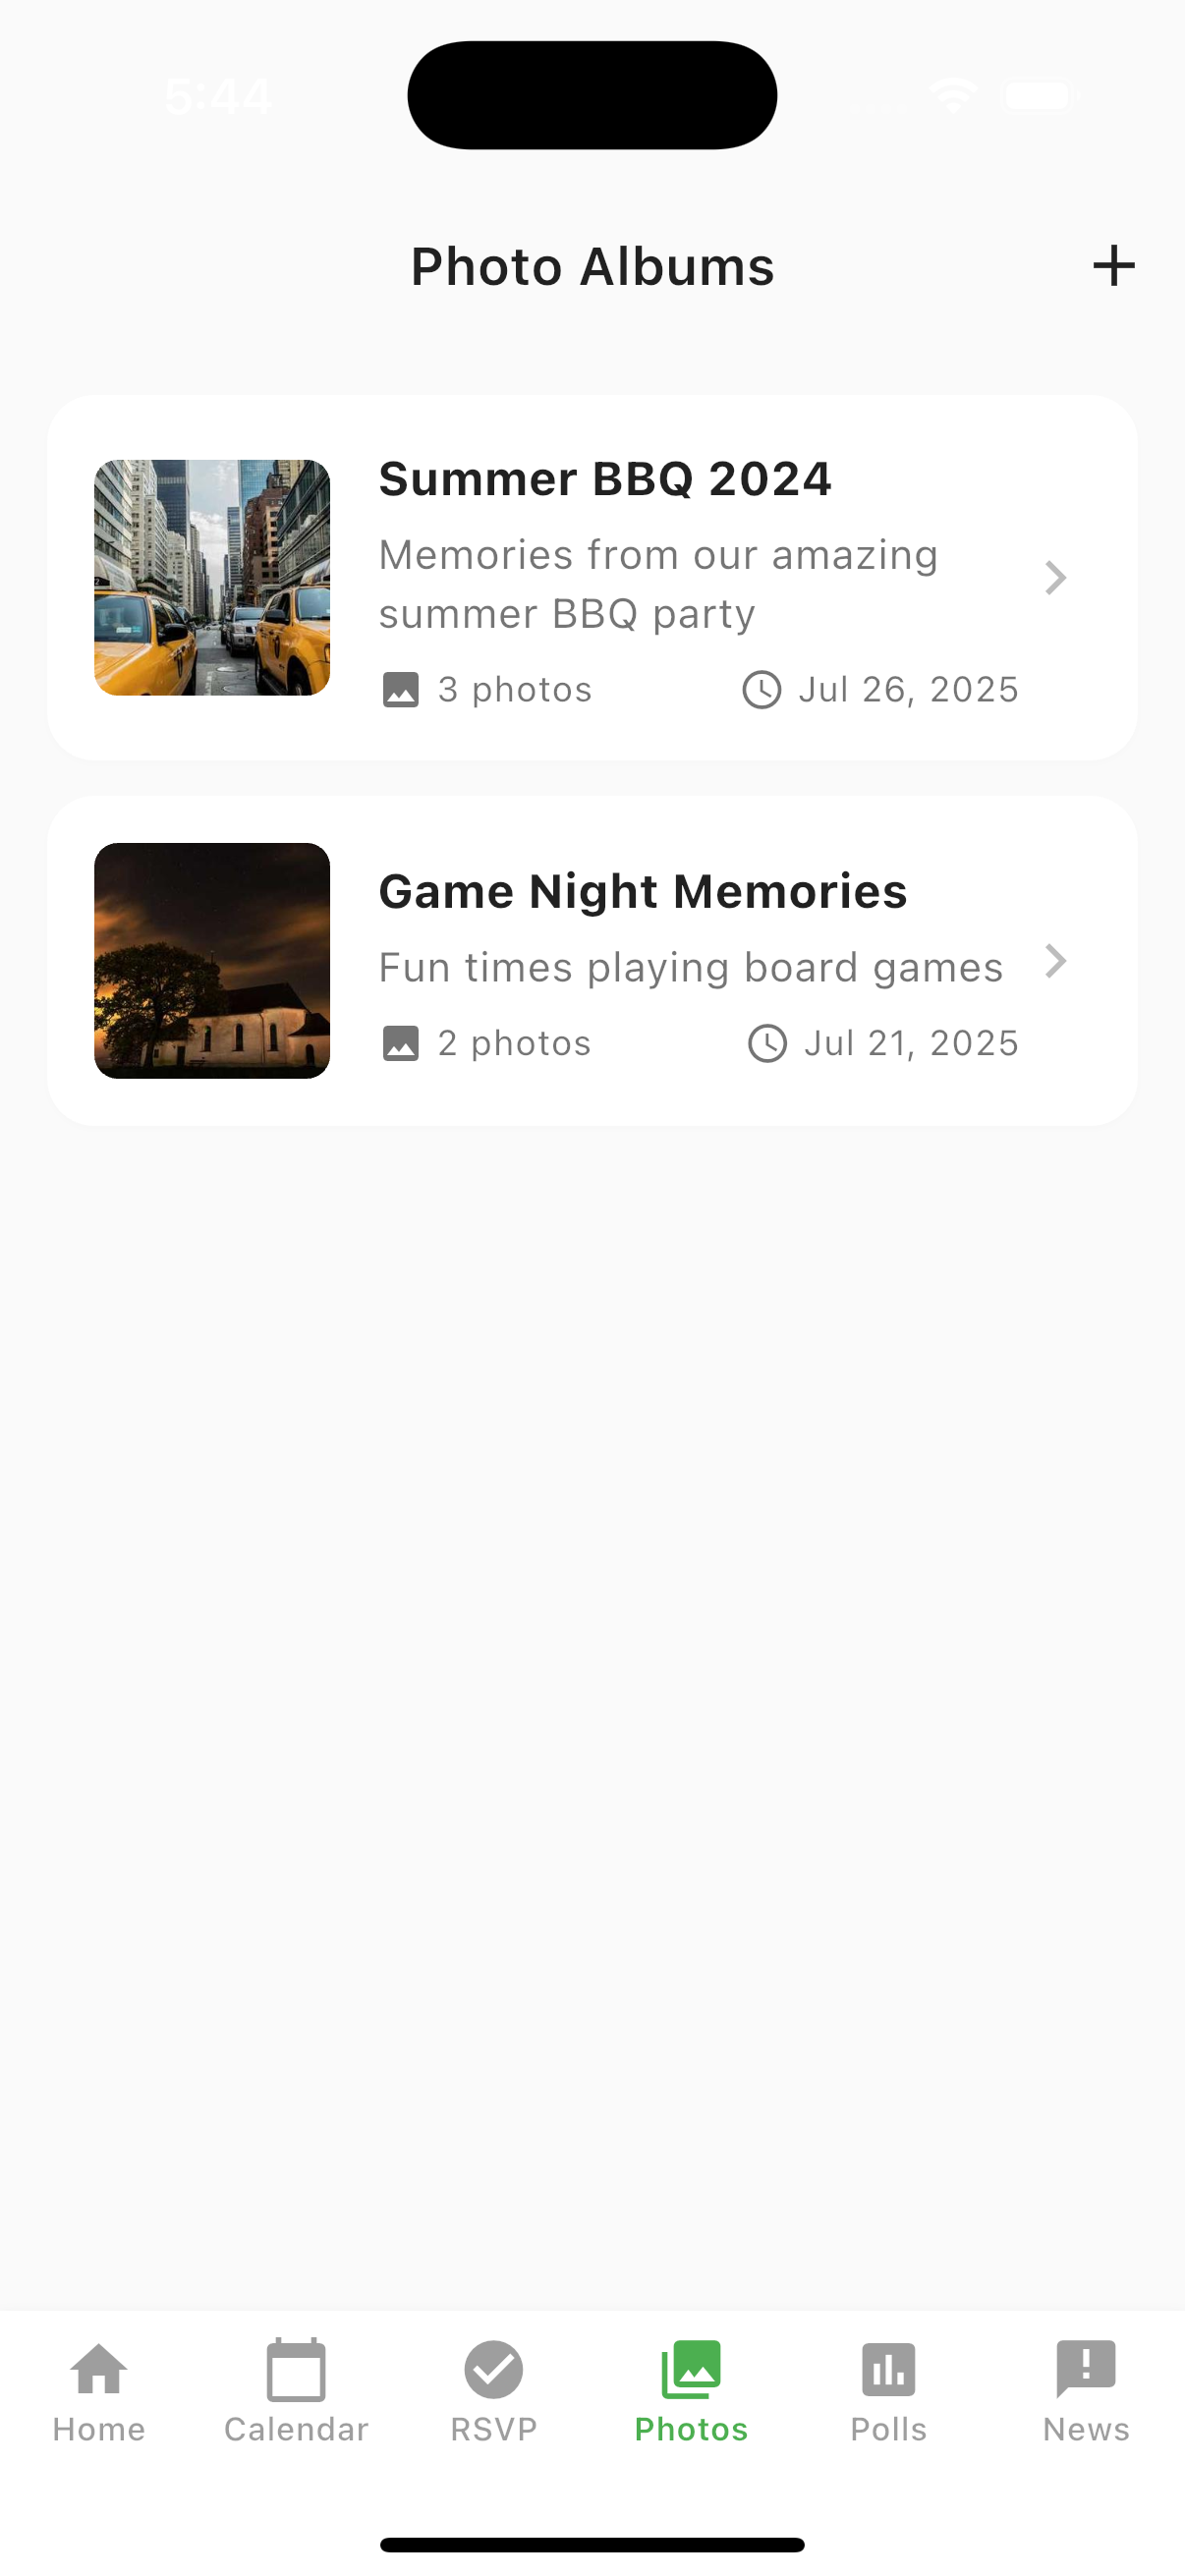 5:44
Photo Albums
Summer BBQ 2024
Memories from our amazing
summer BBQ party
3 photos
Jul 26, 2025
Game Night Memories
Fun times playing board games
2 photos
Jul 21, 2025
Home
Calendar
RSVP
Photos
Polls
News